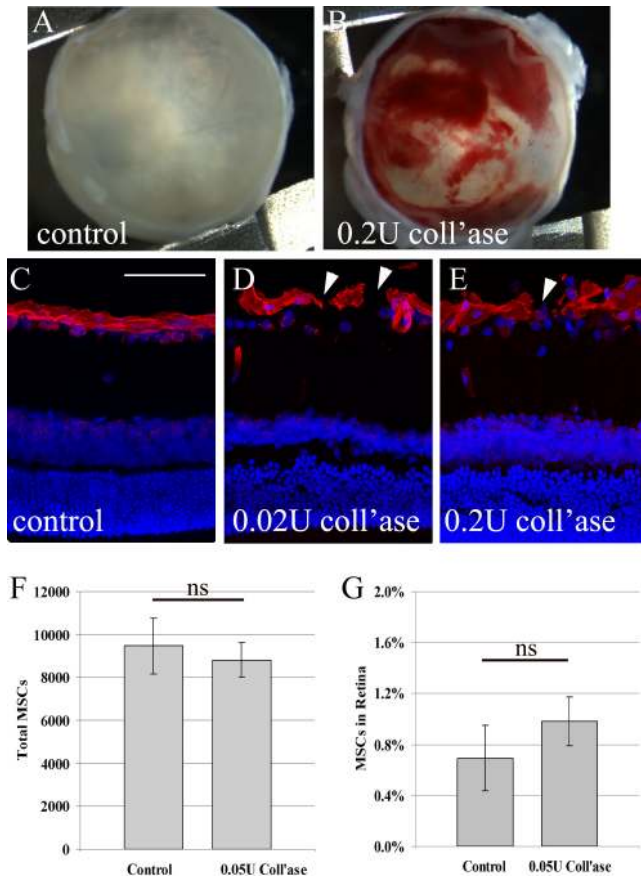 A
B
control
0.2U coll'ase
C
D
E
control
0.02U coll'ase
0.2U coll'ase
F
G
ns
ns
Total MSCs
12000
10000
8000
6000
4000
2000
0
Control
0.05U Coll'ase
MSCs in Retina
2.0%
1.6%
1.2%
0.8%
0.4%
0.0%
Control
0.05U Coll'ase